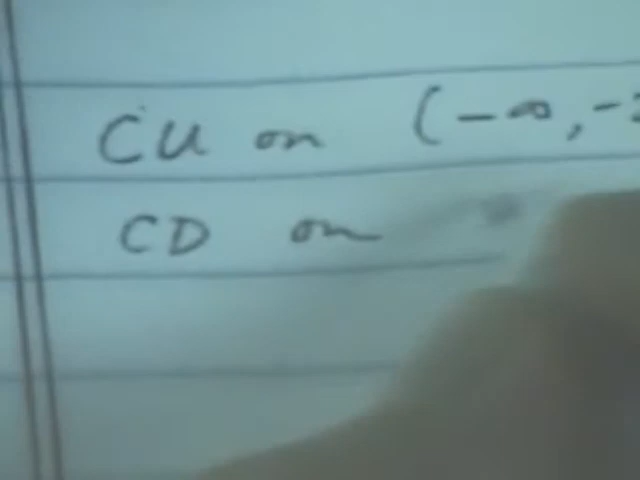 CU on (-∞, -
CD on